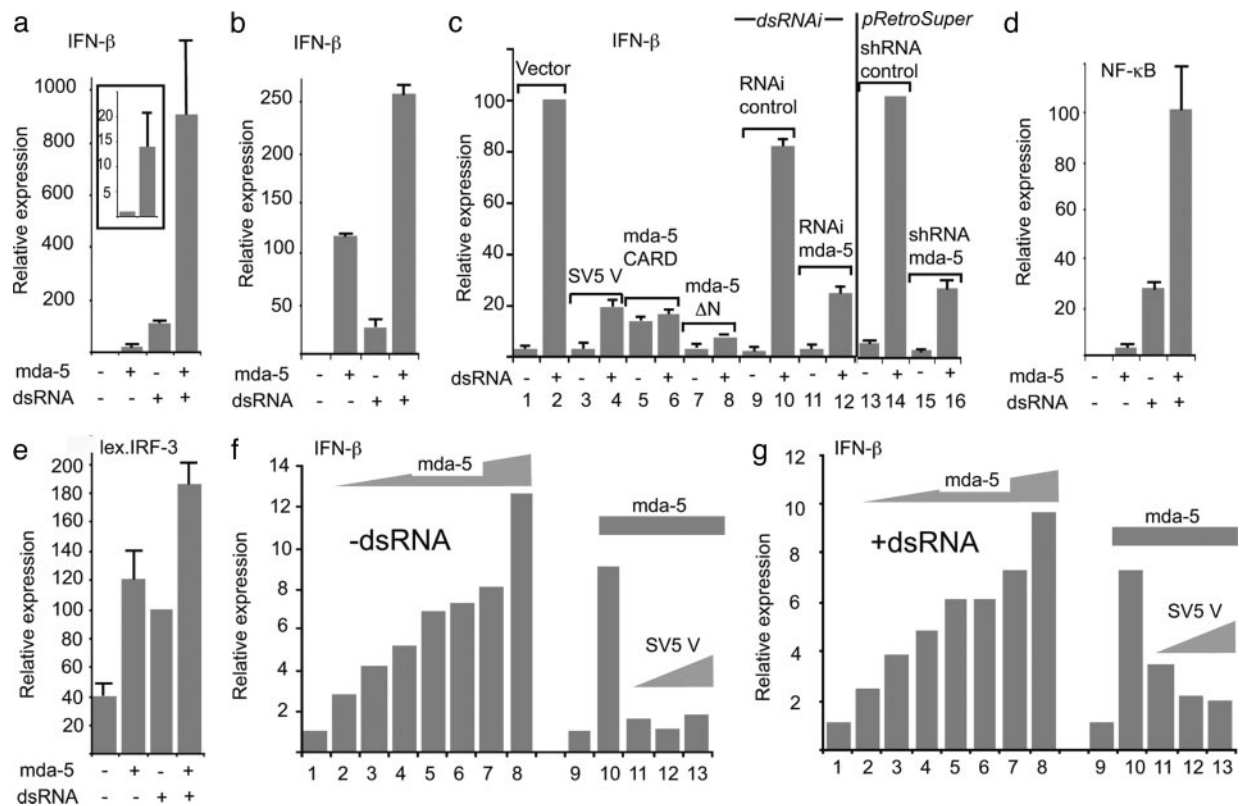 a
IFN-β
Relative expression
1000
800
600
400
200
20
15
10
5
mda-5 - + - +
dsRNA - - + +
b
IFN-β
Relative expression
250
200
150
100
50
mda-5 - + - +
dsRNA - - + +
c
IFN-β
dsRNAi
pRetroSuper
Relative expression
100
80
60
40
20
Vector
SV5 V
mda-5
CARD
mda-5
ΔN
RNAi
control
RNAi
mda-5
shRNA
control
shRNA
mda-5
dsRNA - + - + - + - + - + - + - + - +
1 2 3 4 5 6 7 8 9 10 11 12 13 14 15 16
d
NF-κB
Relative expression
100
80
60
40
20
mda-5 - + - +
dsRNA - - + +
e
lex.IRF-3
Relative expression
200
180
160
140
120
100
80
60
40
20
mda-5 - + - +
dsRNA - - + +
f
IFN-β
Relative expression
14
12
10
8
6
4
2
mda-5
-dsRNA
mda-5
SV5 V
1 2 3 4 5 6 7 8 9 10 11 12 13
g
IFN-β
Relative expression
12
10
8
6
4
2
mda-5
+dsRNA
mda-5
SV5 V
1 2 3 4 5 6 7 8 9 10 11 12 13